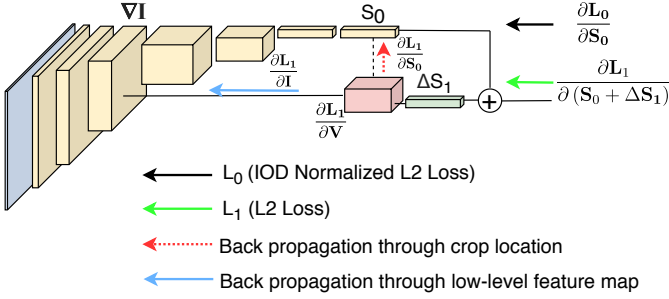 ∇I
S₀
∂L₀
∂S₀
∂L₁
∂S₀
∂L₁
∂I
ΔS₁
∂L₁
∂(S₀ + ΔS₁)
∂L₁
∂V
+
L₀ (IOD Normalized L2 Loss)
L₁ (L2 Loss)
Back propagation through crop location
Back propagation through low-level feature map